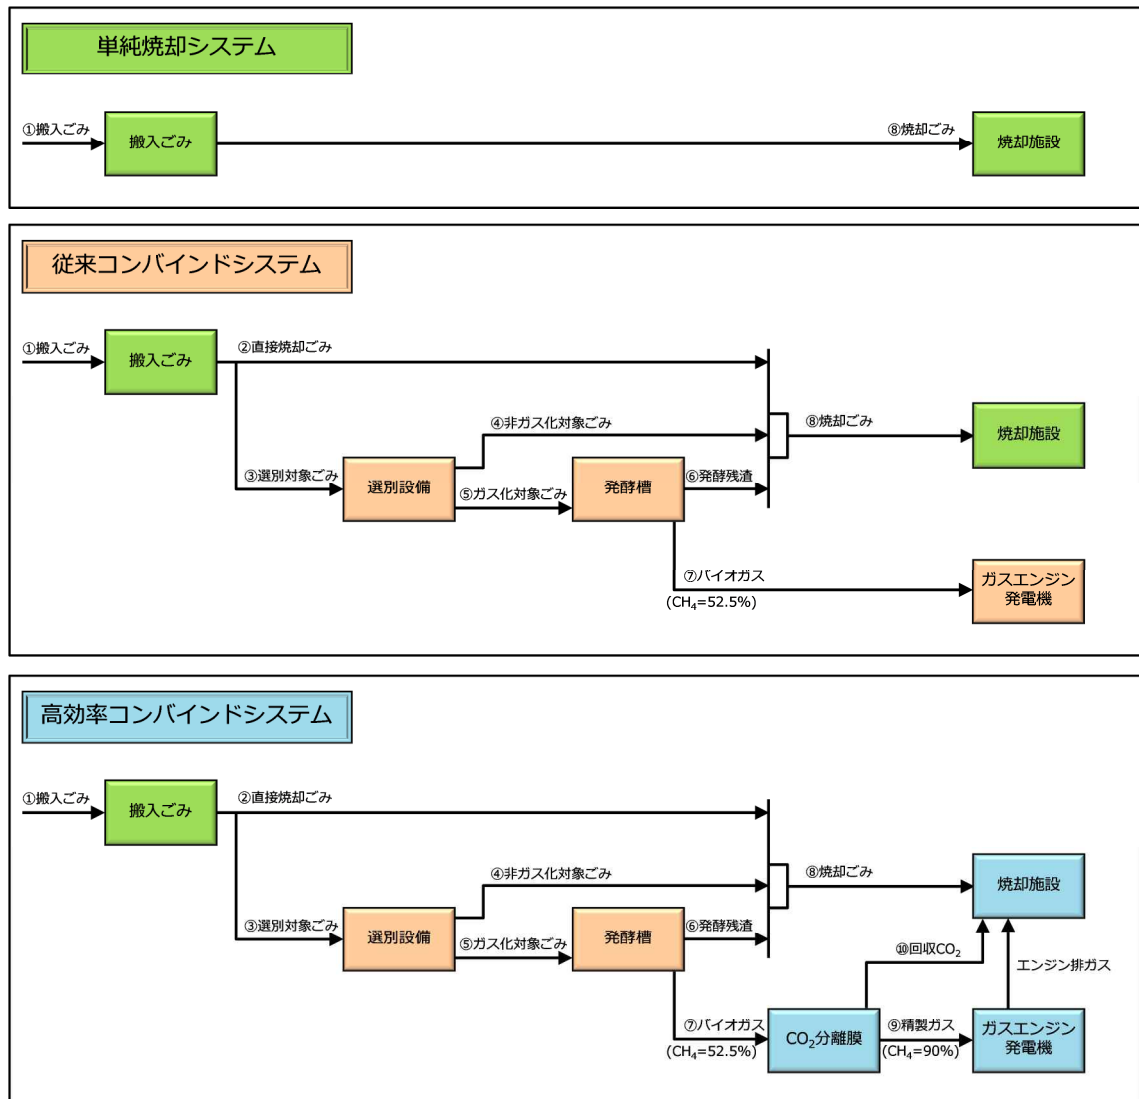 単純焼却システム
①搬入ごみ
搬入ごみ
⑧焼却ごみ
焼却施設
従来コンバインドシステム
①搬入ごみ
搬入ごみ
②直接焼却ごみ
④非ガス化対象ごみ
⑧焼却ごみ
焼却施設
③選別対象ごみ
選別設備
⑤ガス化対象ごみ
発酵槽
⑥発酵残渣
⑦バイオガス
(CH₄=52.5%)
ガスエンジン
発電機
高効率コンバインドシステム
①搬入ごみ
搬入ごみ
②直接焼却ごみ
④非ガス化対象ごみ
⑧焼却ごみ
焼却施設
③選別対象ごみ
選別設備
⑤ガス化対象ごみ
発酵槽
⑥発酵残渣
⑩回収CO₂
エンジン排ガス
⑦バイオガス
(CH₄=52.5%)
CO₂分離膜
⑨精製ガス
(CH₄=90%)
ガスエンジン
発電機